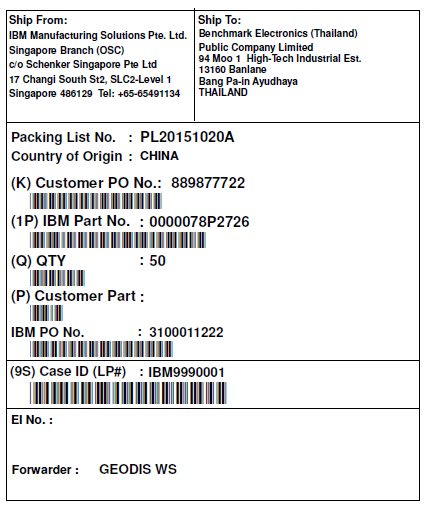 Ship From:
IBM Manufacturing Solutions Pte. Ltd.
Singapore Branch (OSC)
c/o Schenker Singapore Pte Ltd
17 Changi South St2, SLC2-Level 1
Singapore 486129 Tel: +65-65491134
Ship To:
Benchmark Electronics (Thailand)
Public Company Limited
94 Moo 1 High-Tech Industrial Est.
13160 Banlane
Bang Pa-in Ayudhaya
THAILAND
Packing List No. : PL20151020A
Country of Origin : CHINA
(K) Customer PO No.: 889877722
(1P) IBM Part No. : 0000078P2726
(Q) QTY : 50
(P) Customer Part :
IBM PO No. : 3100011222
(9S) Case ID (LP#) : IBM9990001
EI No. :
Forwarder : GEODIS WS